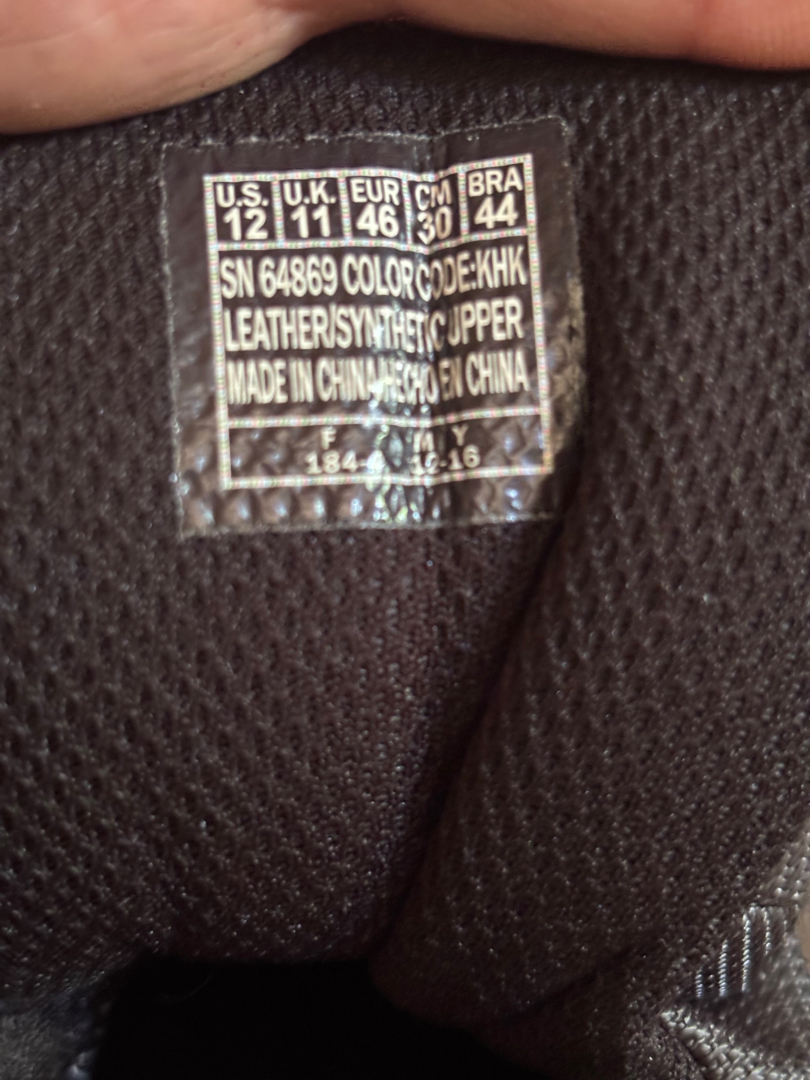 U.S. U.K. EUR CM BRA
12 11 46 30 44
SN 64869 COLOR CODE:KHK
LEATHER/SYNTHETIC UPPER
MADE IN CHINA/HECHO EN CHINA
F M Y